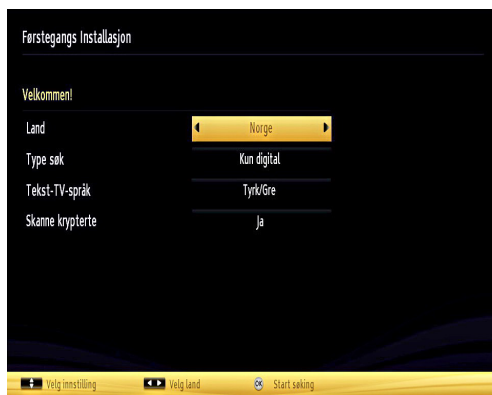 Førstegangs Installasjon
Velkommen!
Land Norge
Type søk Kun digital
Tekst-TV-språk Tyrk/Gre
Skanne krypterte Ja
Velg innstilling Velg land OK Start søking